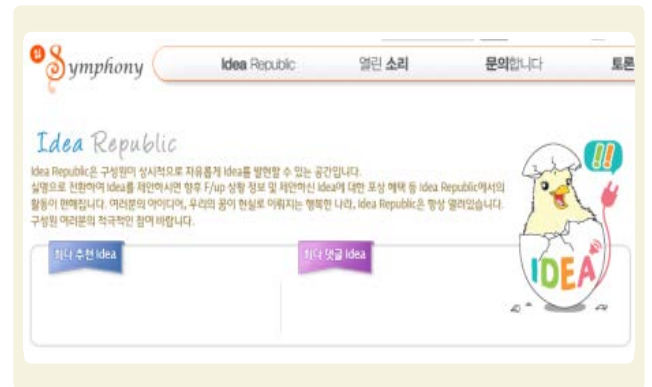 Symphony
Idea Republic 열린 소리 문의합니다 토론
Idea Republic
Idea Republic은 구성원이 상시적으로 자유롭게 Idea를 발현할 수 있는 공간입니다.
실명으로 전환하여 Idea를 제안하시면 향후 F/up 상황 정보 및 제안하신 Idea에 대한 포상 혜택 등 Idea Republic에서의
활동이 편해집니다. 여러분의 아이디어, 우리의 꿈이 현실로 이뤄지는 행복한 나라, Idea Republic은 항상 열려있습니다.
구성원 여러분의 적극적인 참여 바랍니다.
최다 추천 Idea
최다 댓글 Idea
!!
IDEA